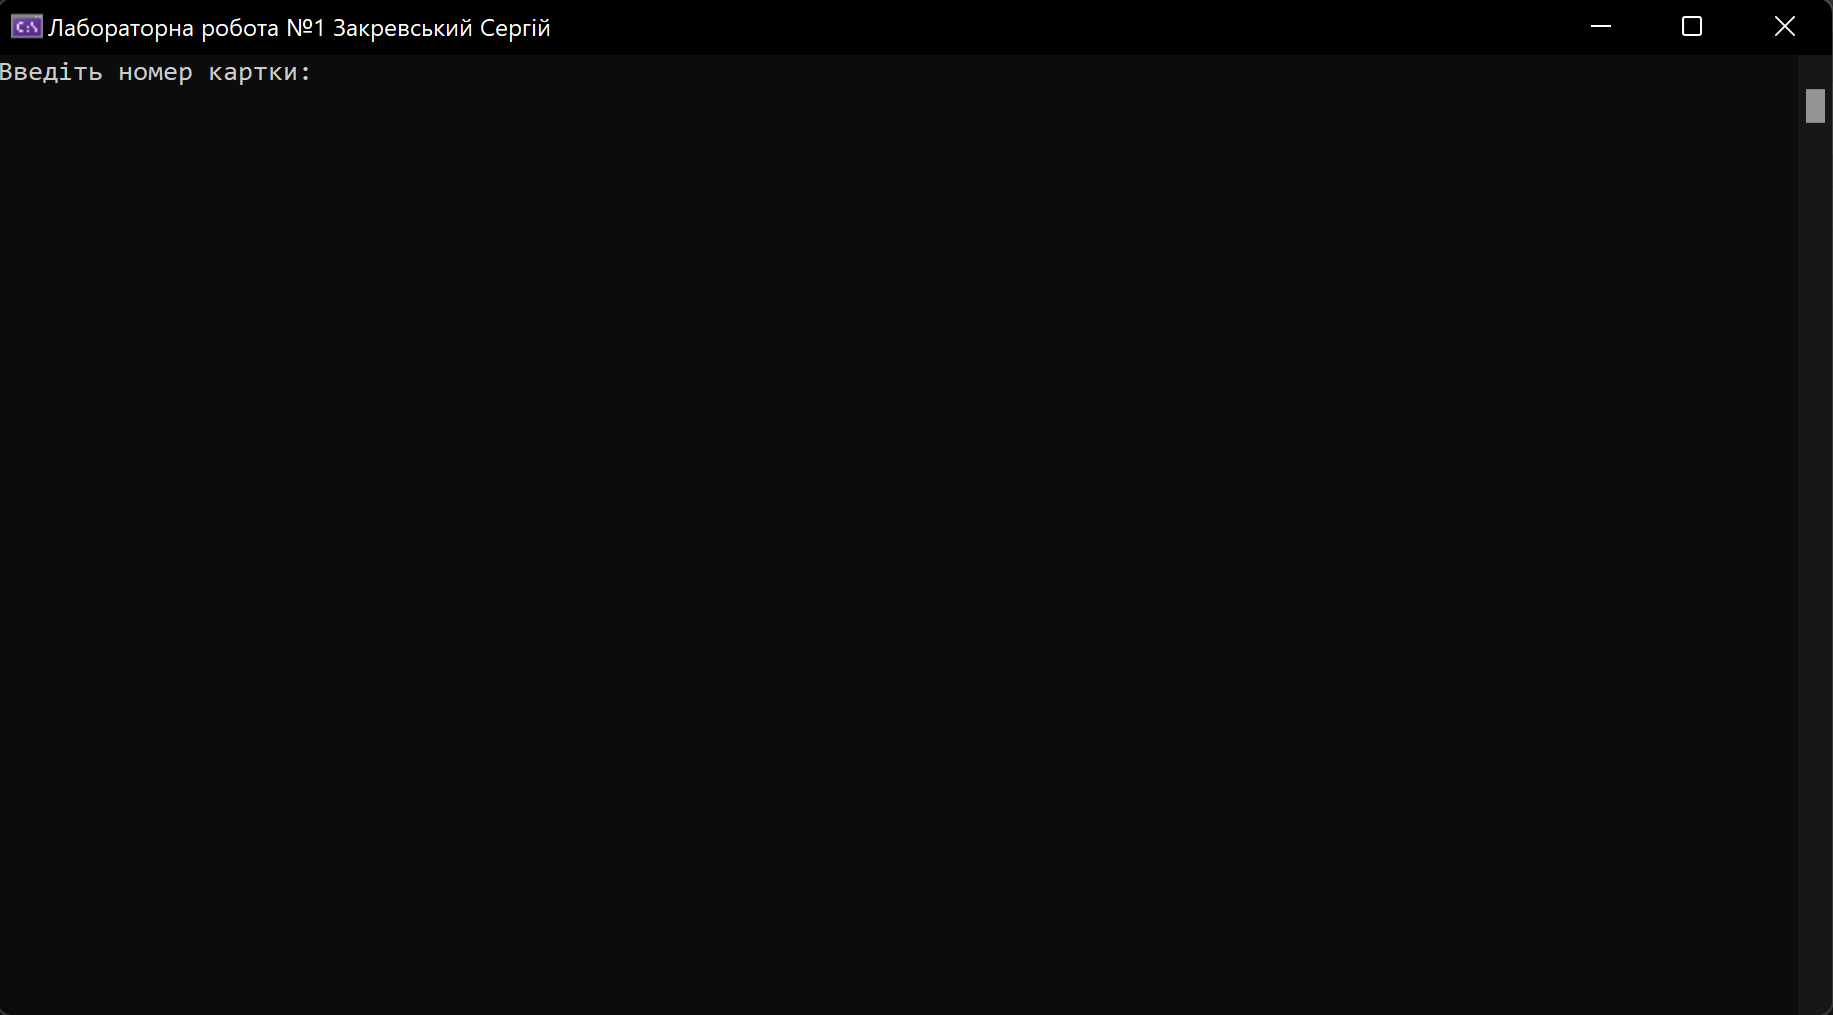 C:\
Лабораторна робота №1 Закревський Сергій
Введіть номер картки: